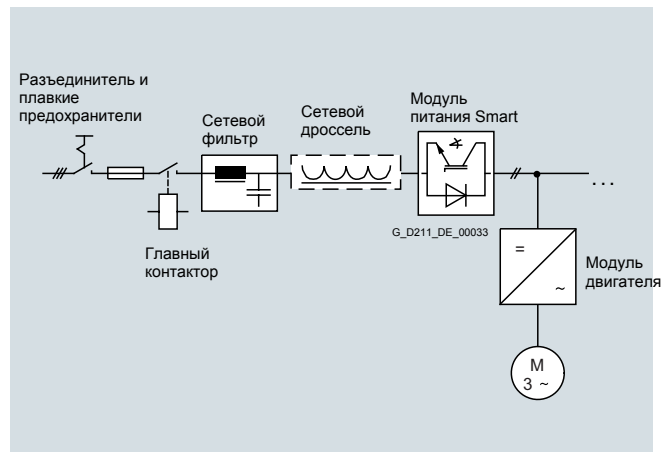 Разъединитель и
плавкие
предохранители
Сетевой
фильтр
Сетевой
дроссель
Модуль
питания Smart
G_D211_DE_00033
Главный
контактор
=
~
Модуль
двигателя
M
3 ~
...